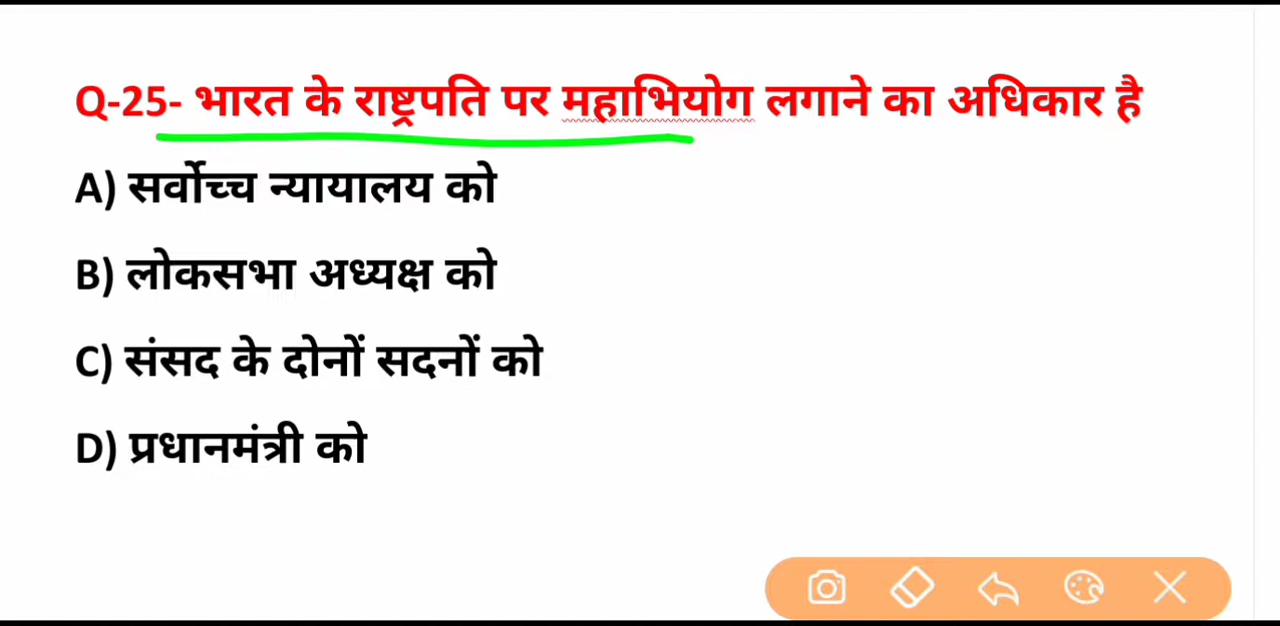 Q-25- भारत के राष्ट्रपति पर महाभियोग लगाने का अधिकार है
A) सर्वोच्च न्यायालय को
B) लोकसभा अध्यक्ष को
C) संसद के दोनों सदनों को
D) प्रधानमंत्री को